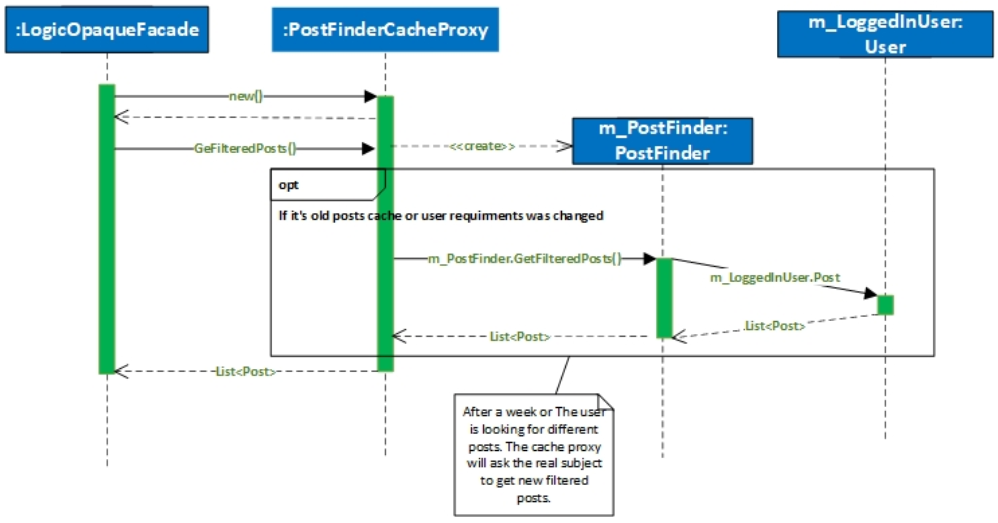 :LogicOpaqueFacade
:PostFinderCacheProxy
m_LoggedInUser:
User
new()
GeFilteredPosts()
<<create>>
m_PostFinder:
PostFinder
opt
If it's old posts cache or user requirments was changed
m_PostFinder.GetFilteredPosts()
m_LoggedInUser.Post
.List<Post>
List<Post>
List<Post>
After a week or The user
is looking for different
posts. The cache proxy
will ask the real subject
to get new filtered
posts.